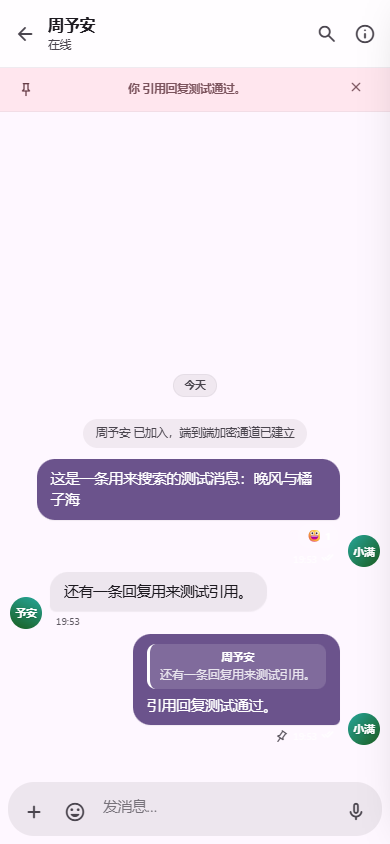 周予安
在线
你 引用回复测试通过。
今天
周予安 已加入，端到端加密通道已建立
这是一条用来搜索的测试消息：晚风与橘
子海
小满
还有一条回复用来测试引用。
予安
19:53
周予安
还有一条回复用来测试引用。
引用回复测试通过。
小满
发消息...